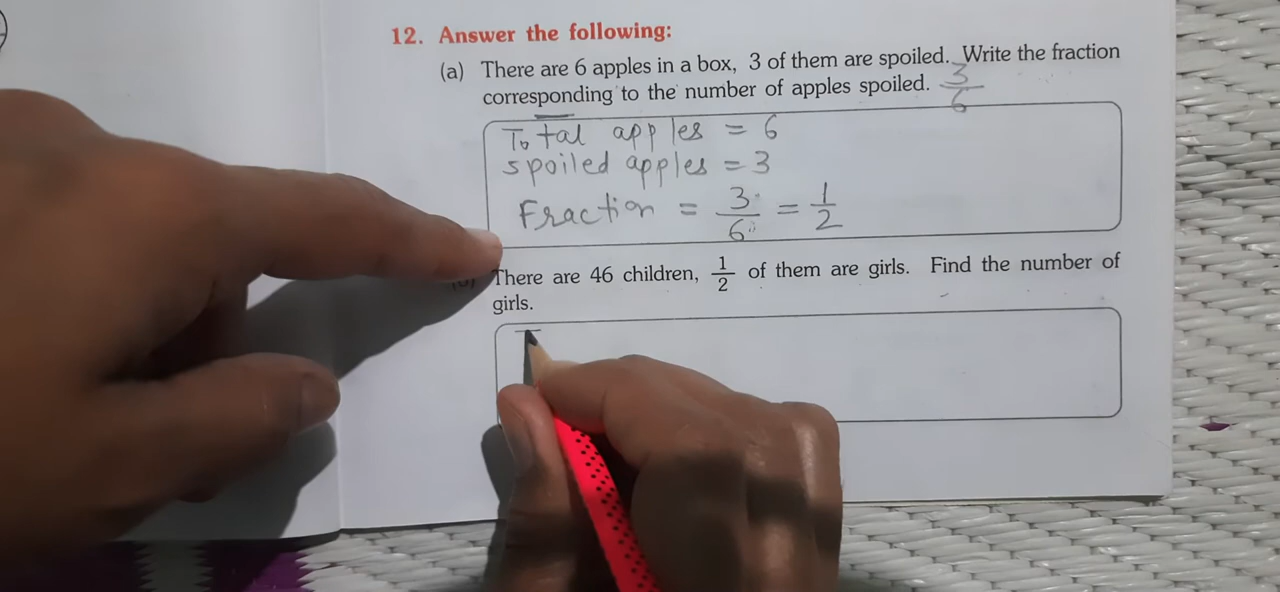 12. Answer the following:
(a) There are 6 apples in a box, 3 of them are spoiled. Write the fraction
corresponding to the number of apples spoiled. 3/6
Total apples = 6
spoiled apples = 3
Fraction = 3/6 = 1/2
There are 46 children, 1/2 of them are girls. Find the number of
girls.